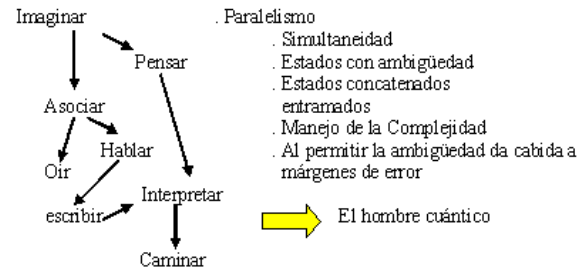 Imaginar
Pensar
Asociar
Hablar
Oir
Interpretar
escribir
Caminar
. Paralelismo
. Simultaneidad
. Estados con ambigüedad
. Estados concatenados
entramados
. Manejo de la Complejidad
. Al permitir la ambigüedad da cabida a
márgenes de error
El hombre cuántico